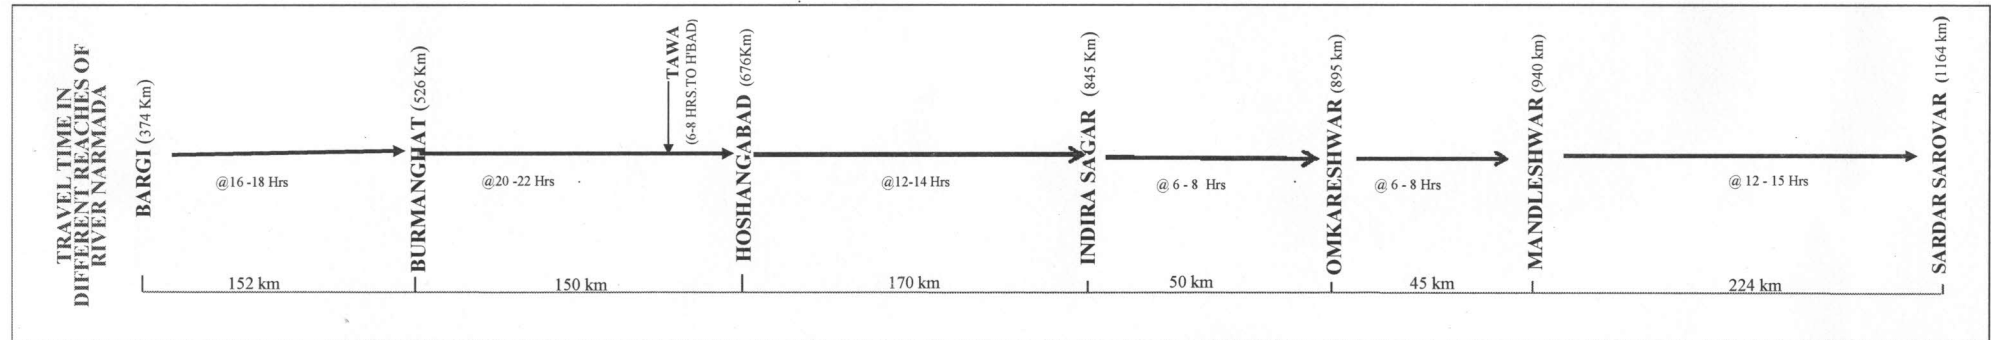 TRAVEL TIME IN
DIFFERENT REACHES OF
RIVER NARMADA
BARGI (374 Km)
@16 -18 Hrs
BURMANGHAT (526 Km)
@20 -22 Hrs
TAWA
(6-8 HRS.TO H'BAD)
HOSHANGABAD (676Km)
@12-14 Hrs
INDIRA SAGAR (845 Km)
@ 6 - 8 Hrs
OMKARESHWAR (895 km)
@ 6 - 8 Hrs
MANDLESHWAR (940 km)
@ 12 - 15 Hrs
SARDAR SAROVAR (1164 km)
152 km
150 km
170 km
50 km
45 km
224 km